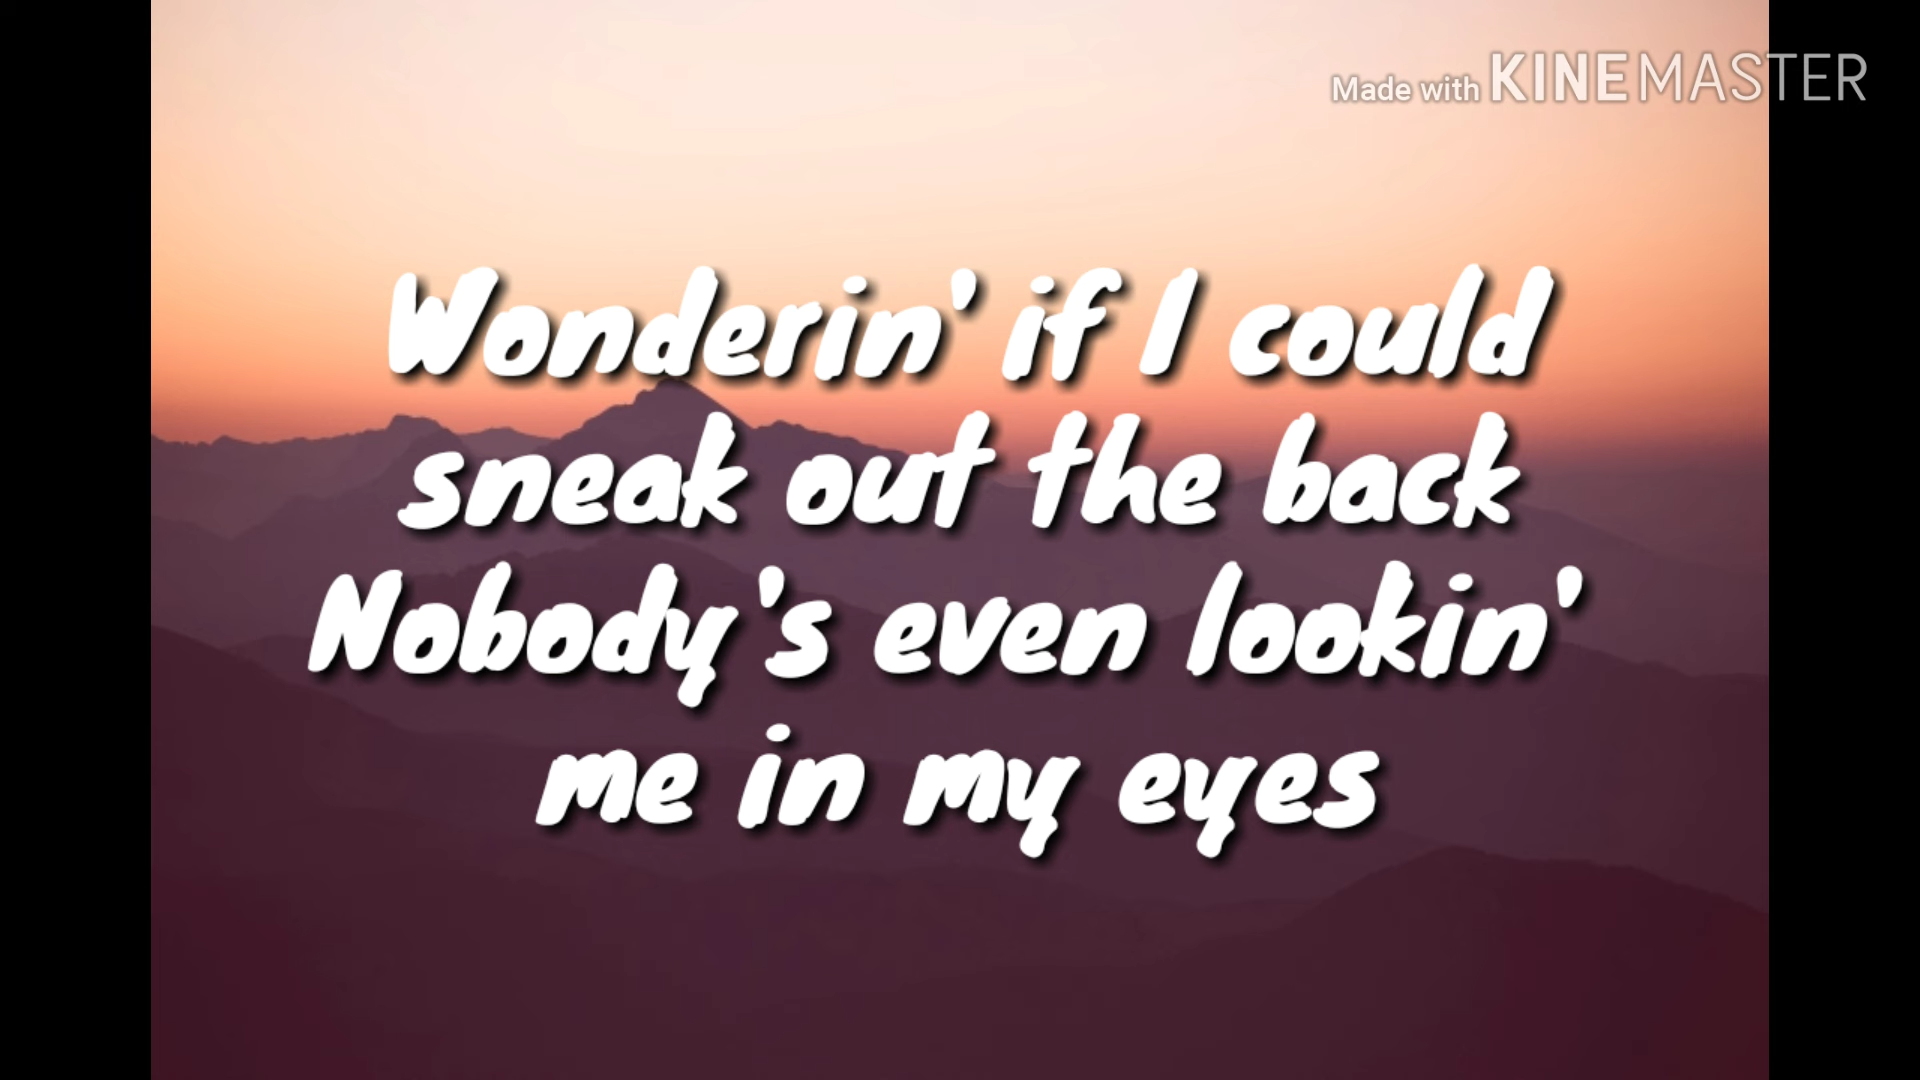 Made with KINEMASTER
Wonderin' if I could
sneak out the back
Nobody's even lookin'
me in my eyes